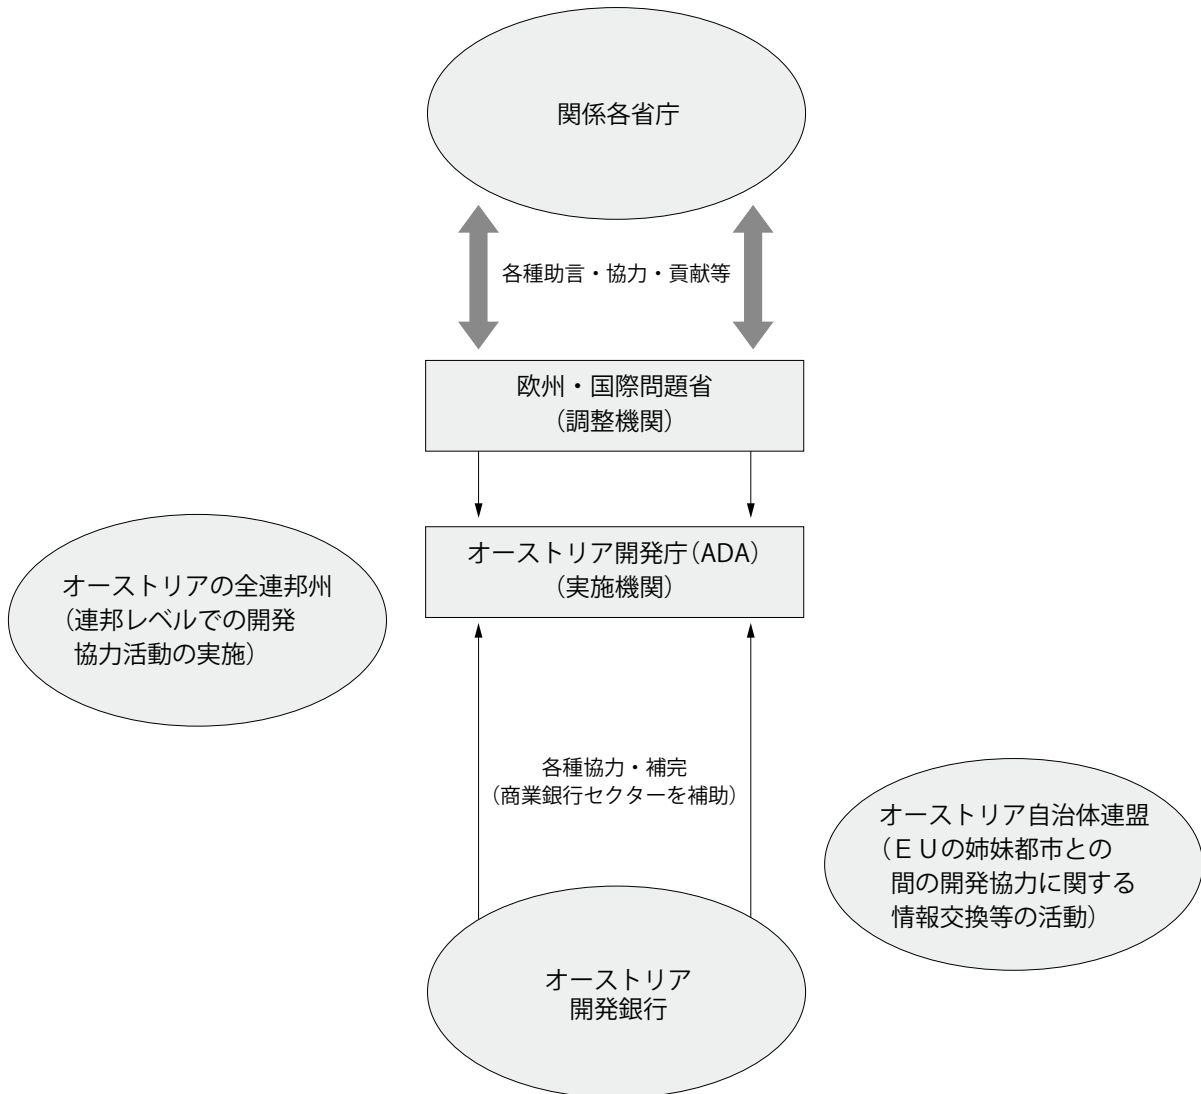 関係各省庁
各種助言・協力・貢献等
欧州・国際問題省
（調整機関）
オーストリア開発庁（ADA）
（実施機関）
オーストリアの全連邦州
（連邦レベルでの開発
協力活動の実施）
各種協力・補完
（商業銀行セクターを補助）
オーストリア自治体連盟
（ＥＵの姉妹都市との
間の開発協力に関する
情報交換等の活動）
オーストリア
開発銀行